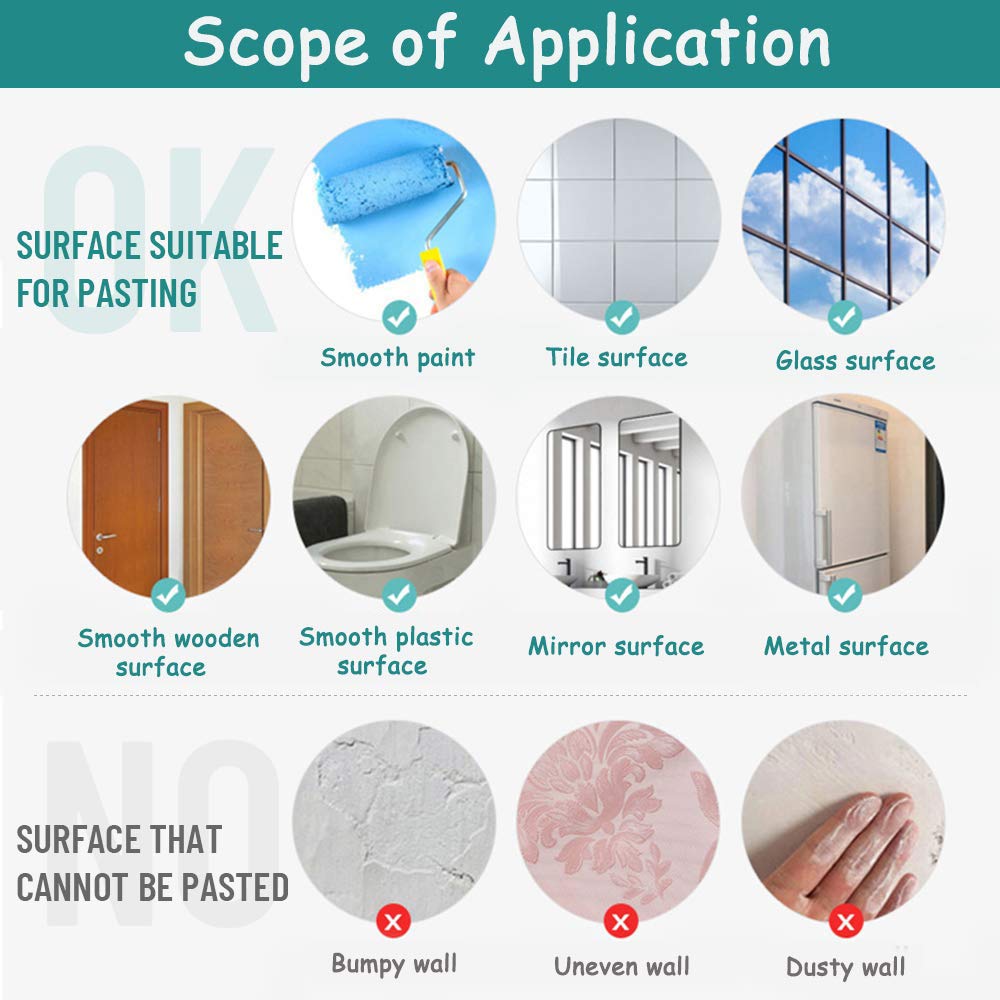 Scope of Application
OK
SURFACE SUITABLE
FOR PASTING
Smooth paint
Tile surface
Glass surface
Smooth wooden
surface
Smooth plastic
surface
Mirror surface
Metal surface
NO
SURFACE THAT
CANNOT BE PASTED
Bumpy wall
Uneven wall
Dusty wall